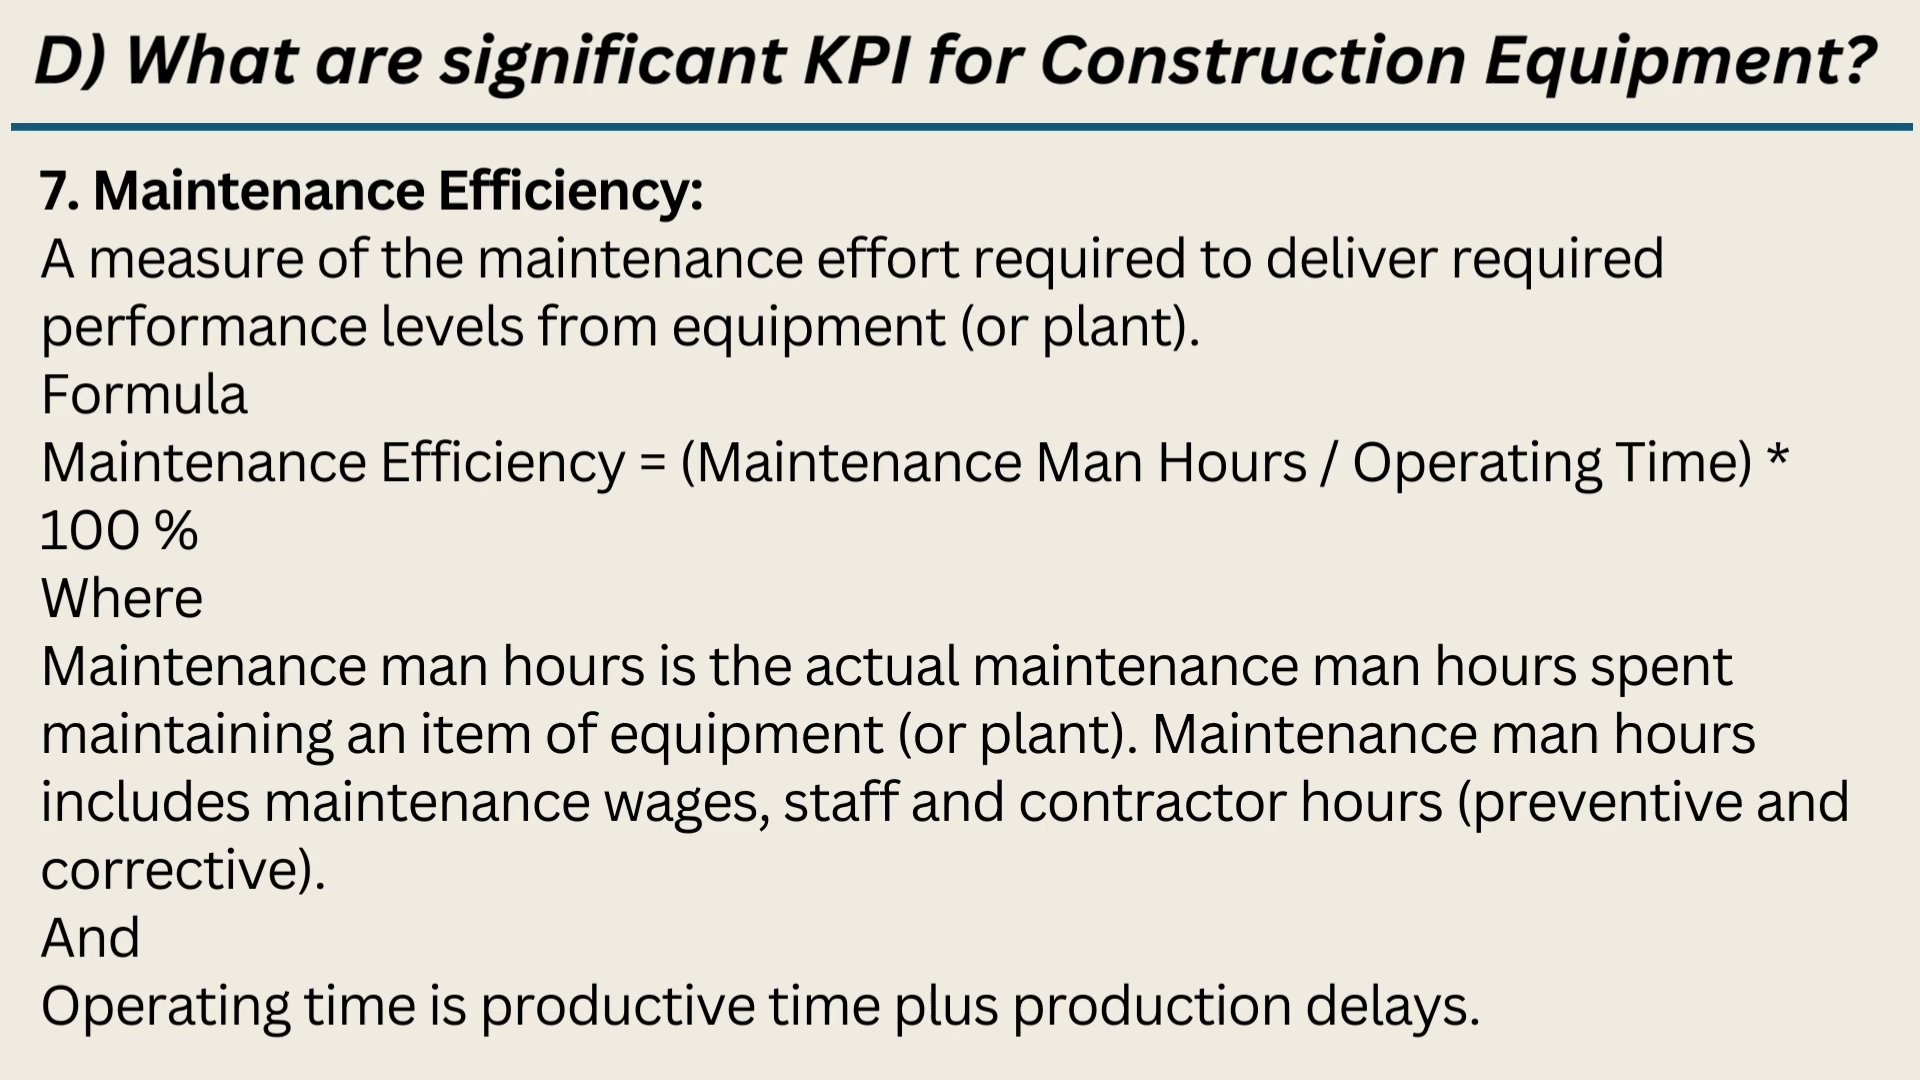 D) What are significant KPI for Construction Equipment?
7. Maintenance Efficiency:
A measure of the maintenance effort required to deliver required
performance levels from equipment (or plant).
Formula
Maintenance Efficiency = (Maintenance Man Hours / Operating Time) *
100 %
Where
Maintenance man hours is the actual maintenance man hours spent
maintaining an item of equipment (or plant). Maintenance man hours
includes maintenance wages, staff and contractor hours (preventive and
corrective).
And
Operating time is productive time plus production delays.